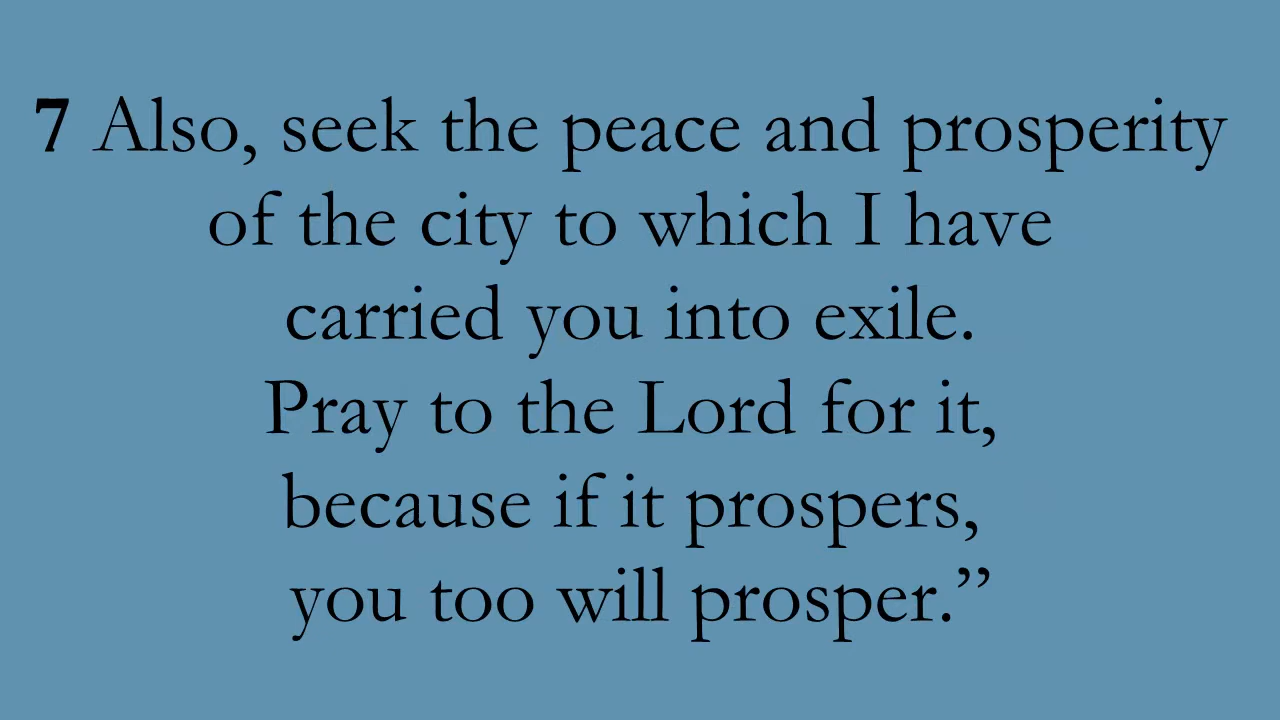 7 Also, seek the peace and prosperity
of the city to which I have
carried you into exile.
Pray to the Lord for it,
because if it prospers,
you too will prosper.”